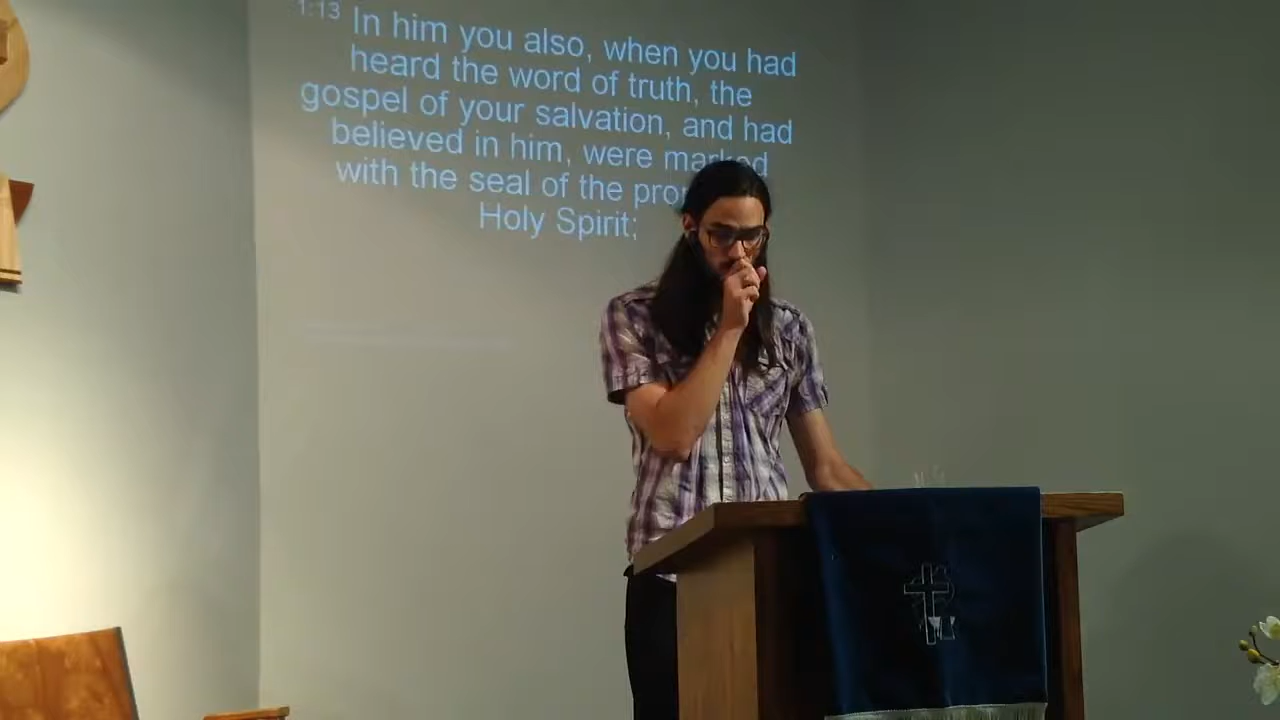 1:13 In him you also, when you had
heard the word of truth, the
gospel of your salvation, and had
believed in him, were marked
with the seal of the
Holy Spirit;